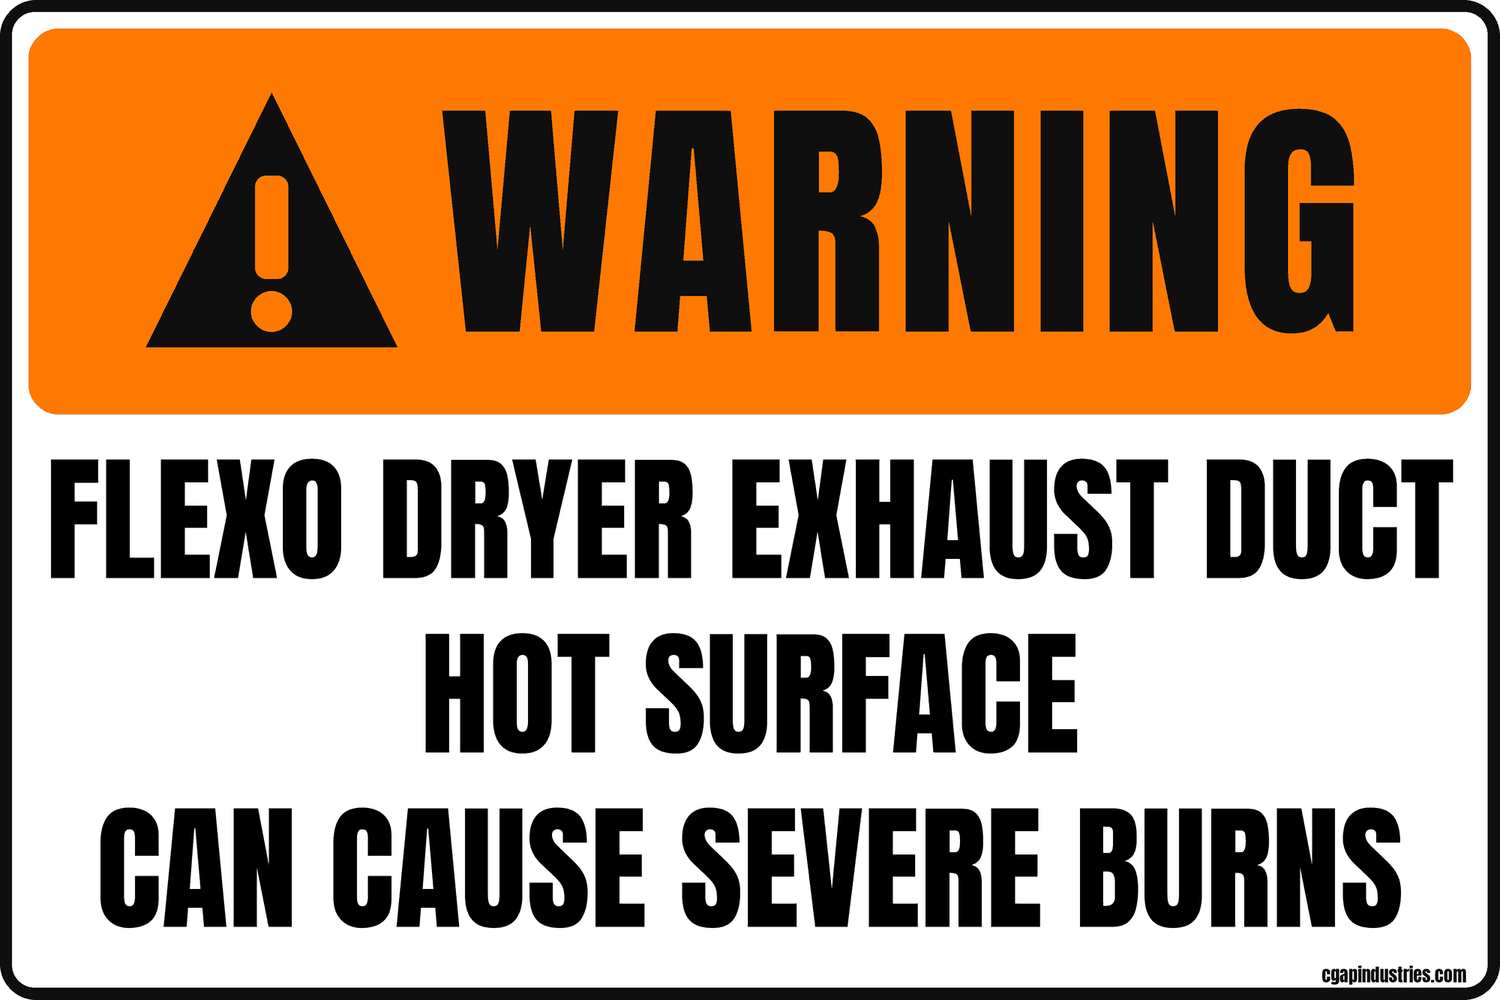 WARNING
FLEXO DRYER EXHAUST DUCT
HOT SURFACE
CAN CAUSE SEVERE BURNS
cgapindustries.com